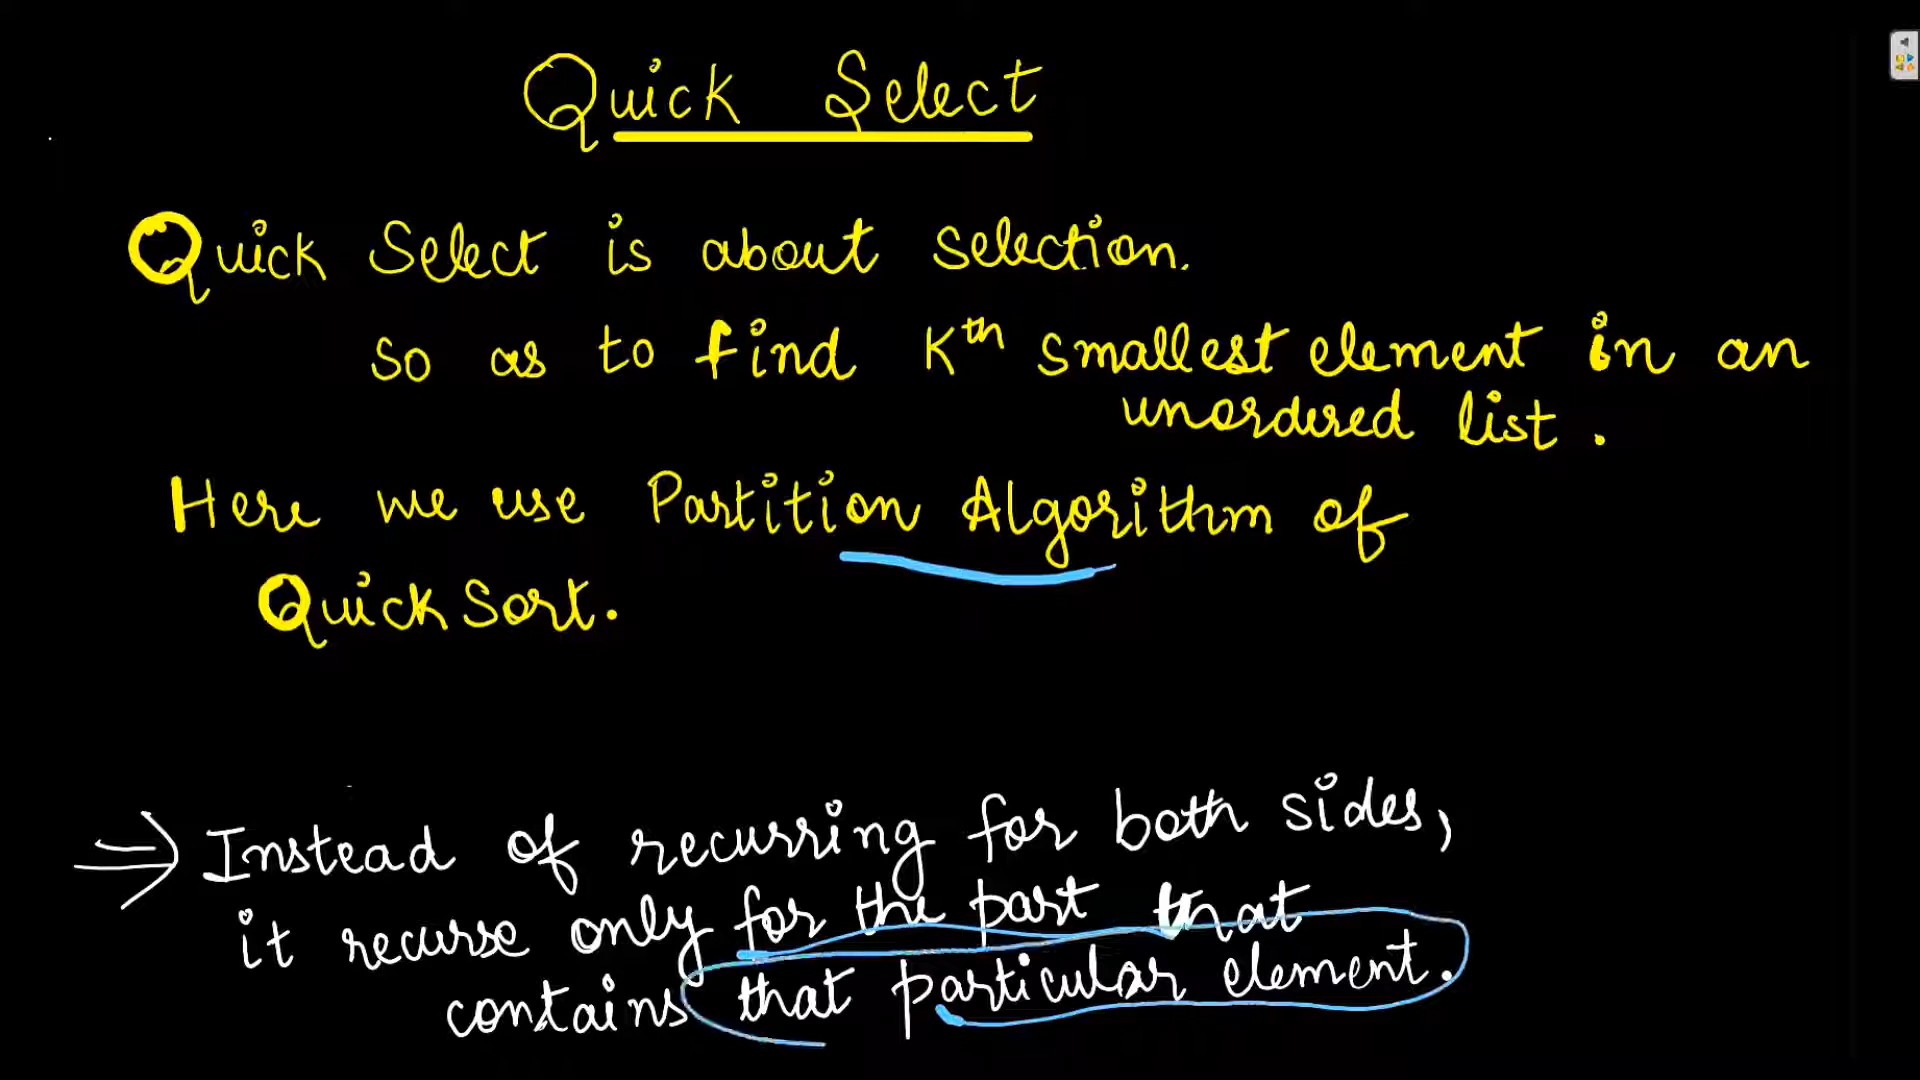 Quick Select
Quick Select is about selection.
so as to find Kth smallest element in an
unordered list.
Here we use Partition Algorithm of
QuickSort.
⇒ Instead of recurring for both sides,
it recurse only for the part that
contains that particular element.